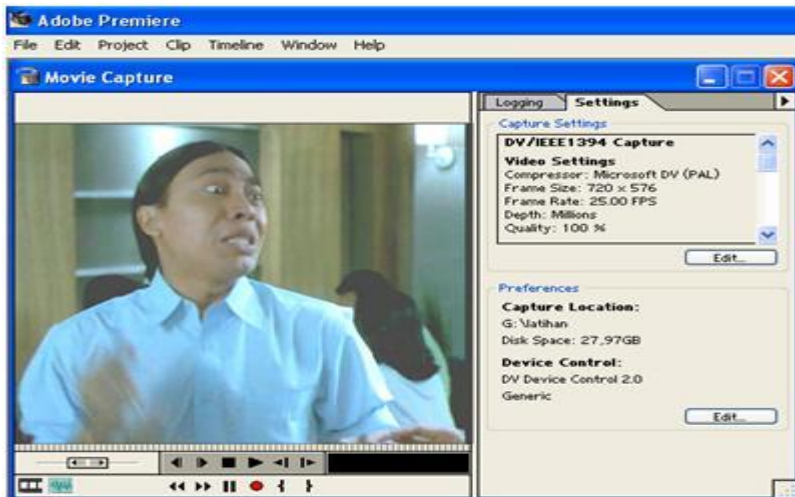 Adobe Premiere
File Edit Project Clip Timeline Window Help
Movie Capture
Logging Settings
Capture Settings
DV/IEEE1394 Capture
Video Settings
Compressor: Microsoft DV (PAL)
Frame Size: 720 x 576
Frame Rate: 25.00 FPS
Depth: Millions
Quality: 100 %
Edit...
Preferences
Capture Location:
G:\latihan
Disk Space: 27,97GB
Device Control:
DV Device Control 2.0
Generic
Edit...